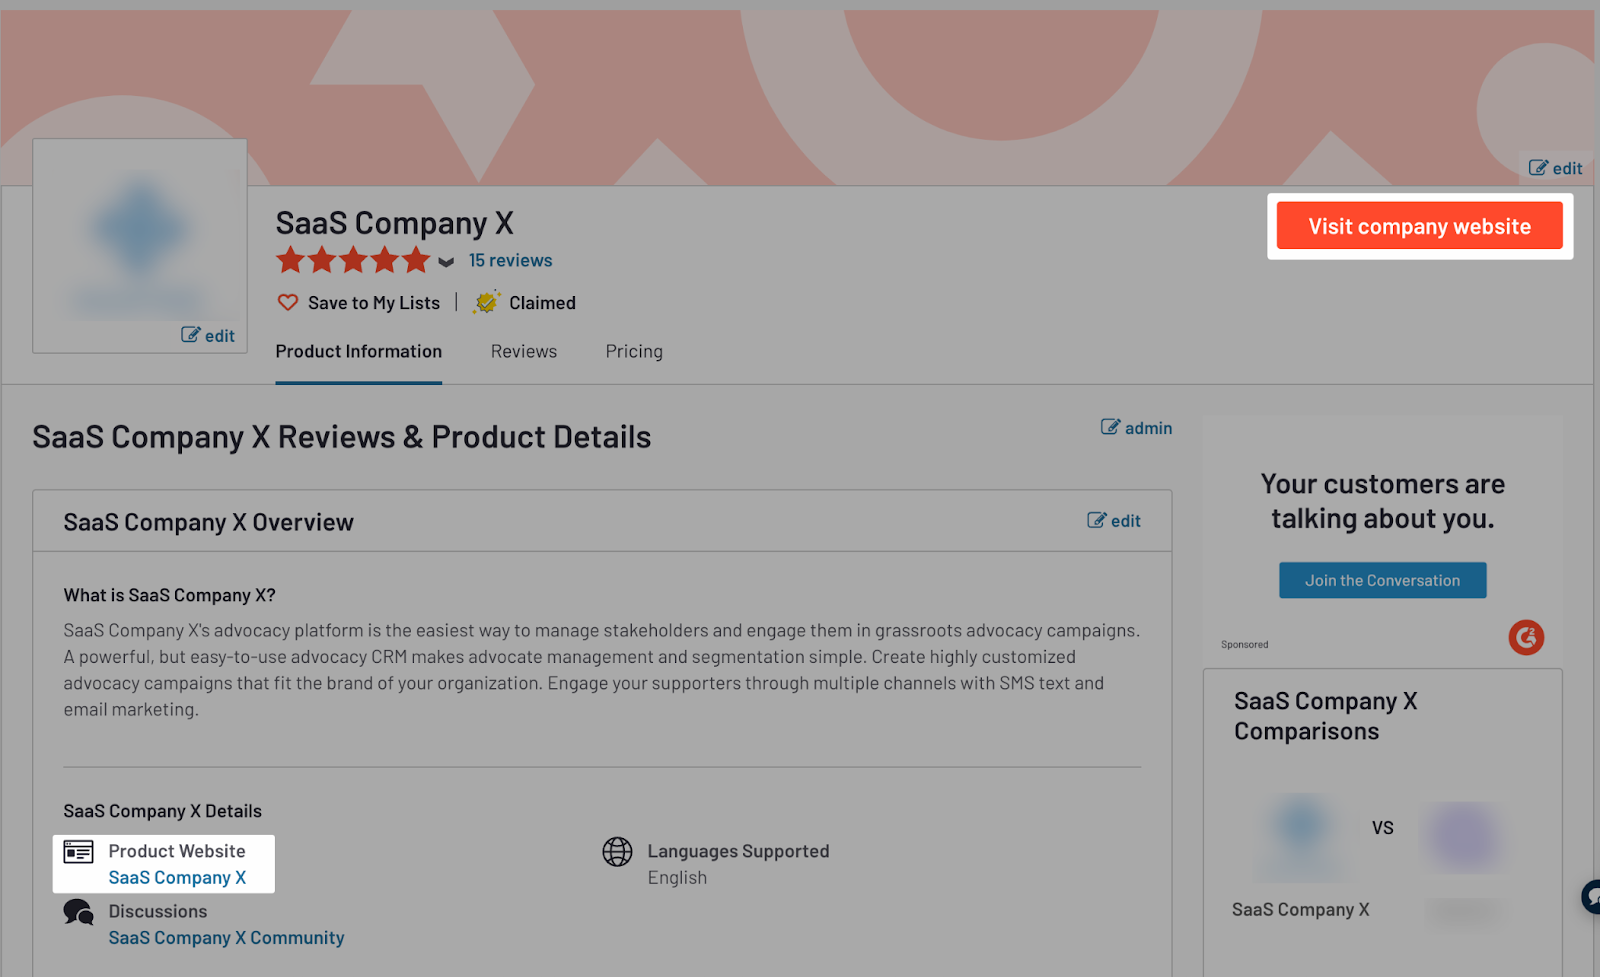 edit
Visit company website
SaaS Company X
15 reviews
Save to My Lists | Claimed
edit
Product Information Reviews Pricing
SaaS Company X Reviews & Product Details
admin
SaaS Company X Overview
edit
What is SaaS Company X?
SaaS Company X's advocacy platform is the easiest way to manage stakeholders and engage them in grassroots advocacy campaigns.
A powerful, but easy-to-use advocacy CRM makes advocate management and segmentation simple. Create highly customized
advocacy campaigns that fit the brand of your organization. Engage your supporters through multiple channels with SMS text and
email marketing.
SaaS Company X Details
Product Website
SaaS Company X
Languages Supported
English
Discussions
SaaS Company X Community
Your customers are
talking about you.
Join the Conversation
Sponsored
G2
SaaS Company X
Comparisons
VS
SaaS Company X